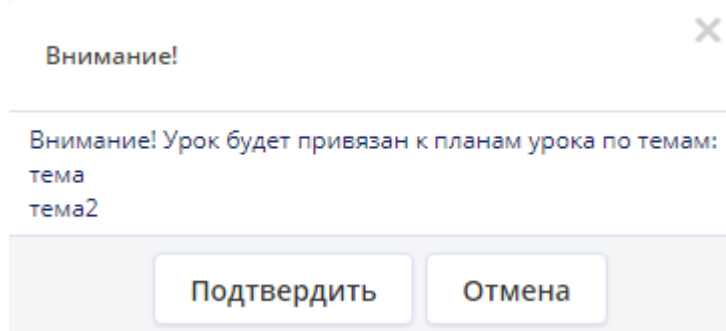 Внимание!
Внимание! Урок будет привязан к планам урока по темам:
тема
тема2
Подтвердить Отмена